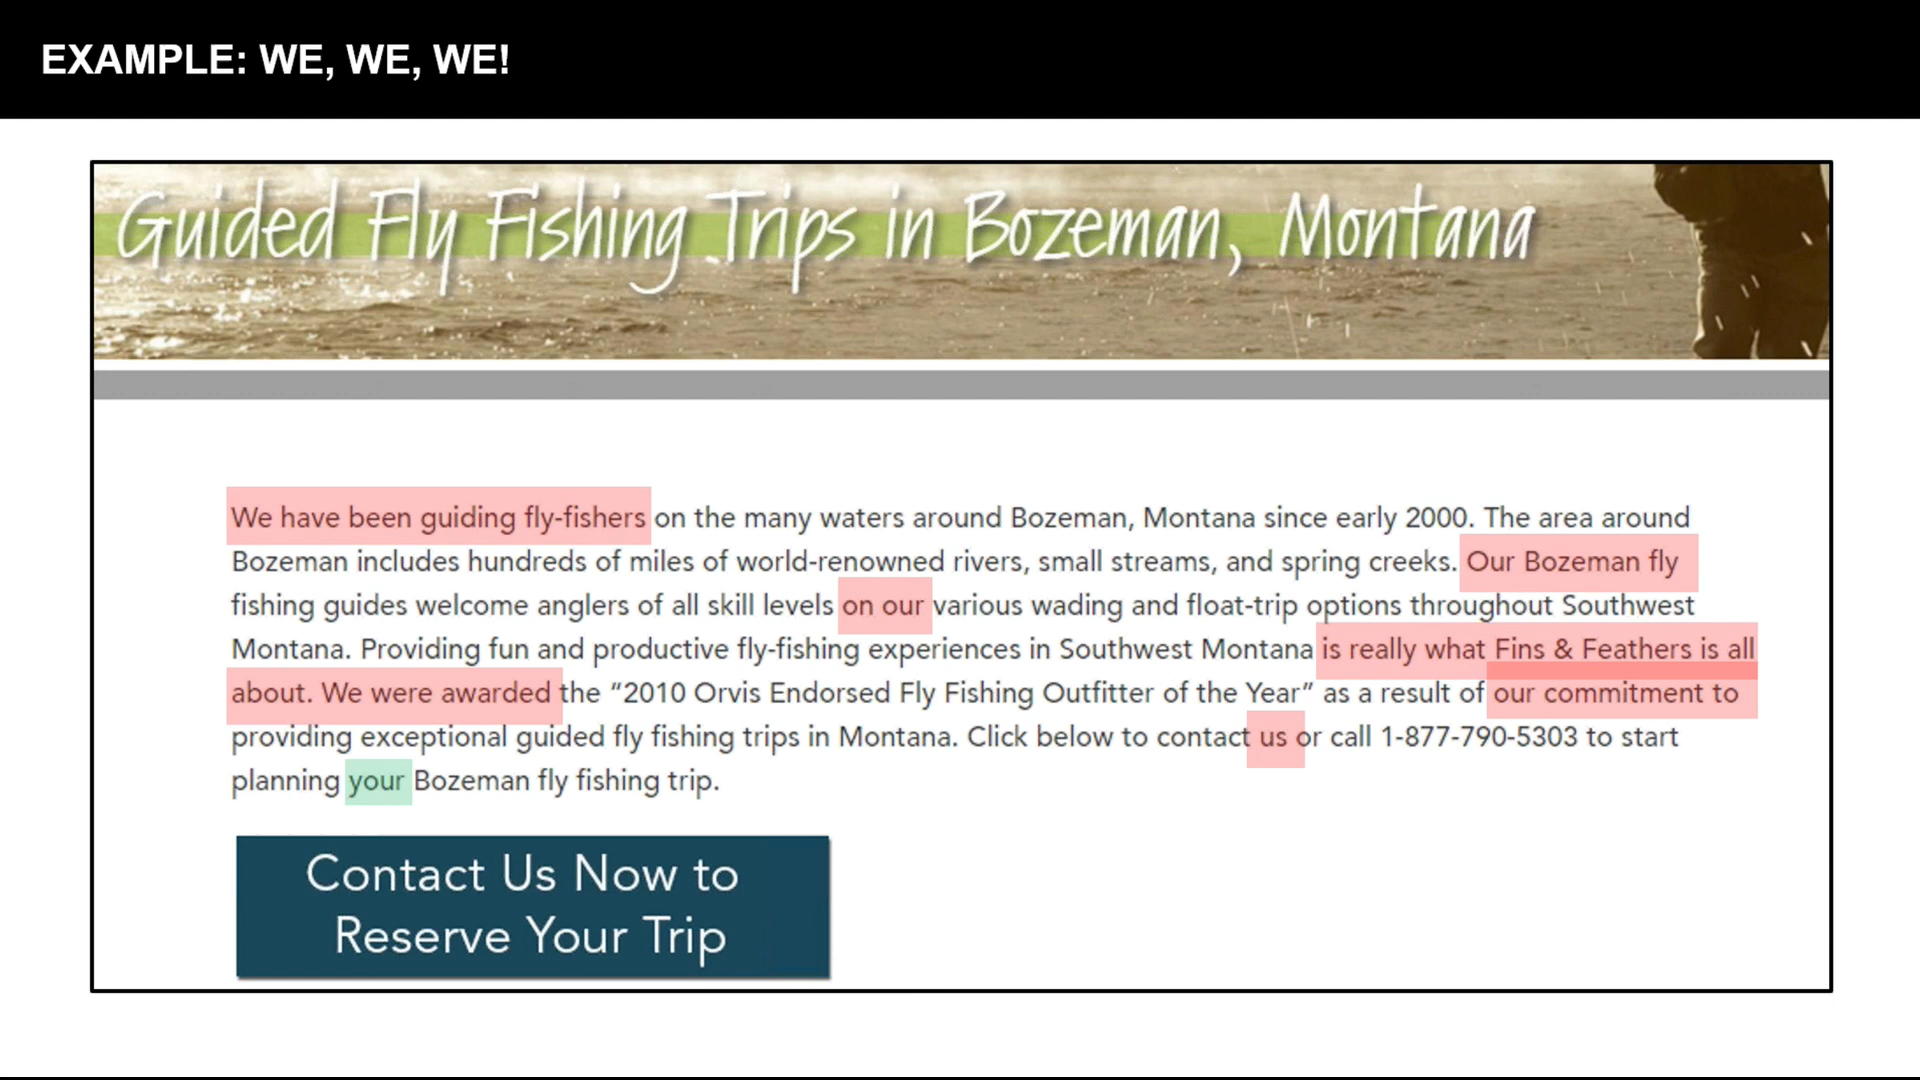 EXAMPLE: WE, WE, WE!
Guided Fly Fishing Trips in Bozeman, Montana
We have been guiding fly-fishers on the many waters around Bozeman, Montana since early 2000. The area around
Bozeman includes hundreds of miles of world-renowned rivers, small streams, and spring creeks. Our Bozeman fly
fishing guides welcome anglers of all skill levels on our various wading and float-trip options throughout Southwest
Montana. Providing fun and productive fly-fishing experiences in Southwest Montana is really what Fins & Feathers is all
about. We were awarded the “2010 Orvis Endorsed Fly Fishing Outfitter of the Year” as a result of our commitment to
providing exceptional guided fly fishing trips in Montana. Click below to contact us or call 1-877-790-5303 to start
planning your Bozeman fly fishing trip.
Contact Us Now to
Reserve Your Trip